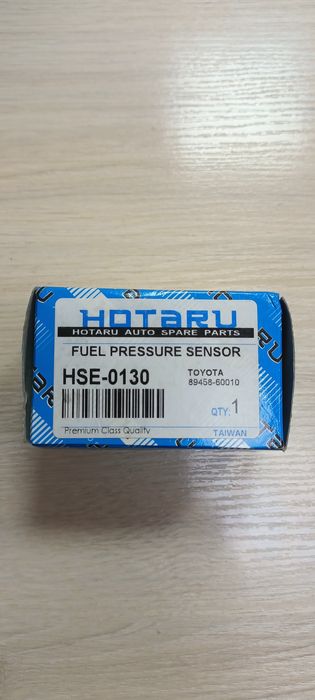 HOTARU
HOTARU AUTO SPARE PARTS
FUEL PRESSURE SENSOR
HSE-0130
TOYOTA
89458-60010
QTY: 1
Premium Class Quality
TAIWAN